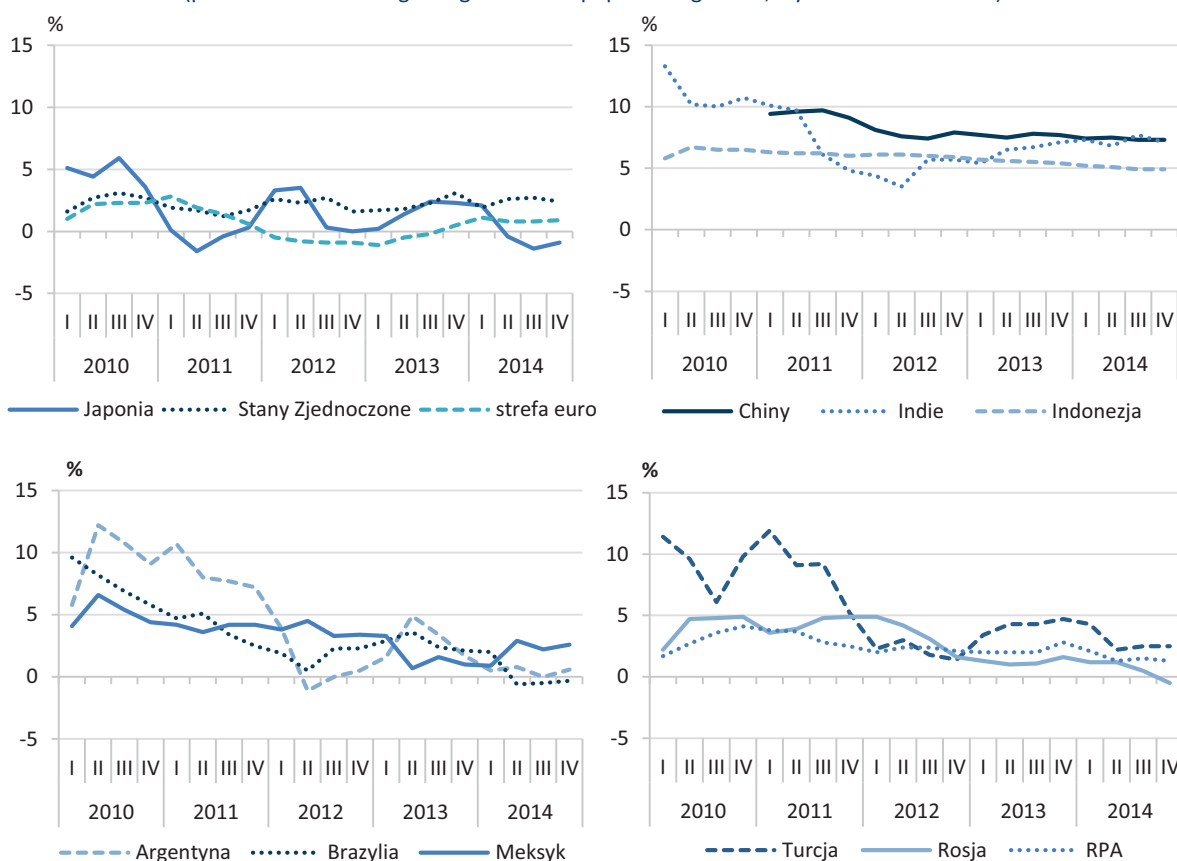 %
15
10
5
0
-5
I II III IV I II III IV I II III IV I II III IV I II III IV
2010 2011 2012 2013 2014
Japonia Stany Zjednoczone strefa euro
%
15
10
5
0
-5
I II III IV I II III IV I II III IV I II III IV I II III IV
2010 2011 2012 2013 2014
Chiny Indie Indonezja
%
15
10
5
0
-5
I II III IV I II III IV I II III IV I II III IV I II III IV
2010 2011 2012 2013 2014
Argentyna Brazylia Meksyk
%
15
10
5
0
-5
I II III IV I II III IV I II III IV I II III IV I II III IV
2010 2011 2012 2013 2014
Turcja Rosja RPA